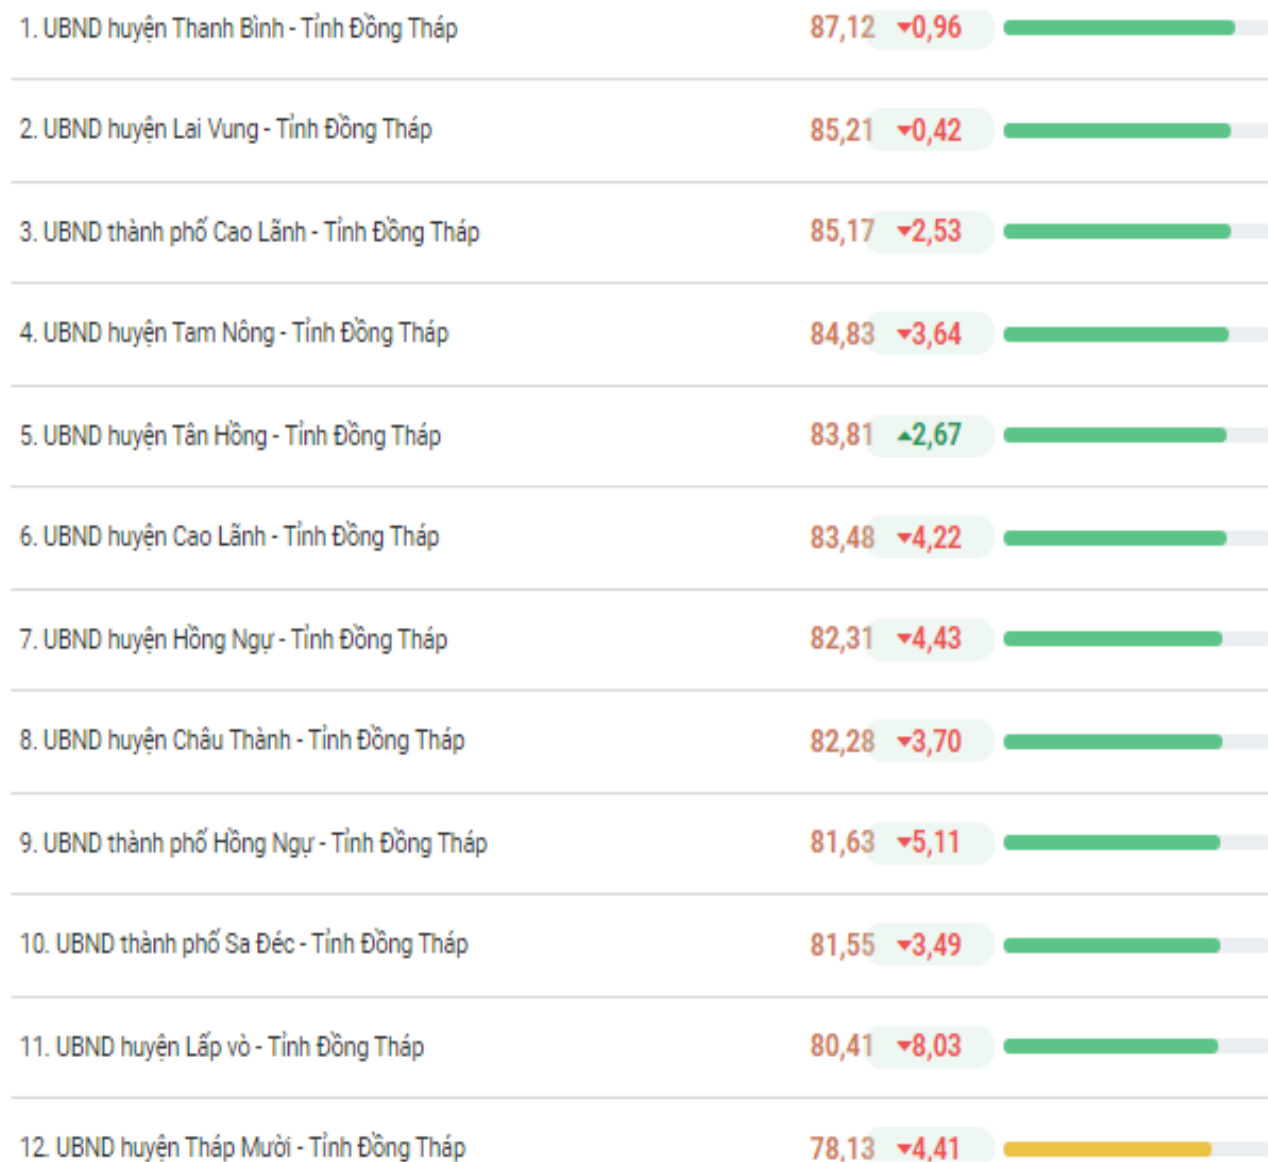 1. UBND huyện Thanh Bình - Tỉnh Đồng Tháp 87,12 ▼0,96
2. UBND huyện Lai Vung - Tỉnh Đồng Tháp 85,21 ▼0,42
3. UBND thành phố Cao Lãnh - Tỉnh Đồng Tháp 85,17 ▼2,53
4. UBND huyện Tam Nông - Tỉnh Đồng Tháp 84,83 ▼3,64
5. UBND huyện Tân Hồng - Tỉnh Đồng Tháp 83,81 ▲2,67
6. UBND huyện Cao Lãnh - Tỉnh Đồng Tháp 83,48 ▼4,22
7. UBND huyện Hồng Ngự - Tỉnh Đồng Tháp 82,31 ▼4,43
8. UBND huyện Châu Thành - Tỉnh Đồng Tháp 82,28 ▼3,70
9. UBND thành phố Hồng Ngự - Tỉnh Đồng Tháp 81,63 ▼5,11
10. UBND thành phố Sa Đéc - Tỉnh Đồng Tháp 81,55 ▼3,49
11. UBND huyện Lấp vò - Tỉnh Đồng Tháp 80,41 ▼8,03
12. UBND huyện Tháp Mười - Tỉnh Đồng Tháp 78,13 ▼4,41